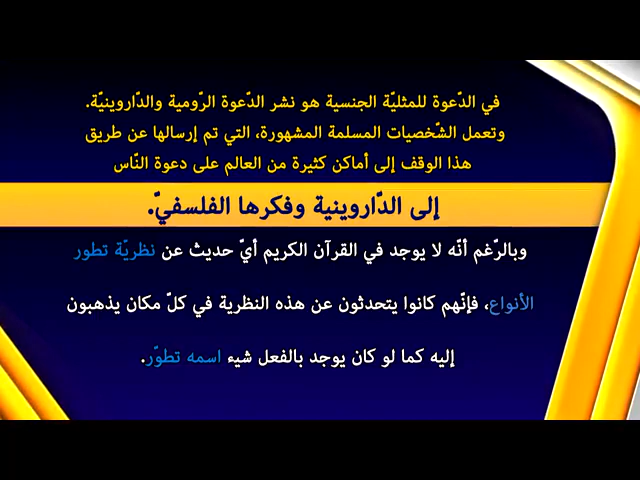 في الدّعوة للمثليّة الجنسية هو نشر الدّعوة الرّومية والدّاروينيّة.
وتعمل الشّخصيات المسلمة المشهورة، التي تم إرسالها عن طريق
هذا الوقف إلى أماكن كثيرة من العالم على دعوة النّاس
إلى الدّاروينية وفكرها الفلسفيّ.
وبالرّغم أنّه لا يوجد في القرآن الكريم أيّ حديث عن نظريّة تطور
الأنواع، فإنّهم كانوا يتحدثون عن هذه النظرية في كلّ مكان يذهبون
إليه كما لو كان يوجد بالفعل شيء اسمه تطوّر.